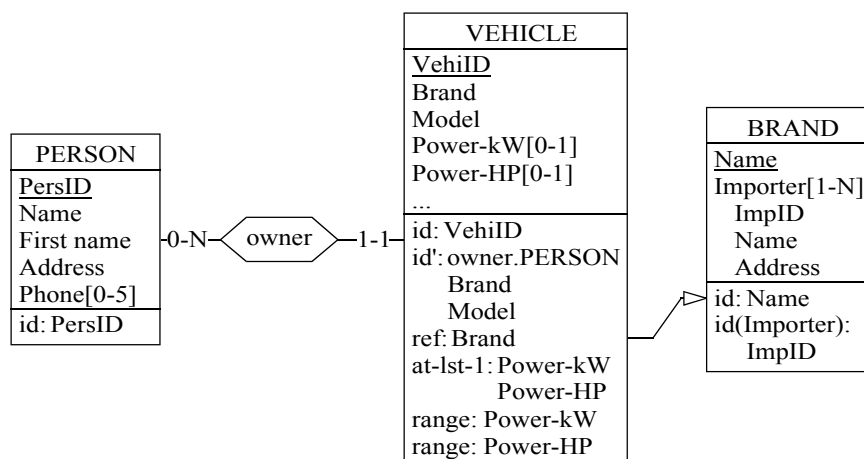 PERSON
PersID
Name
First name
Address
Phone[0-5]
id: PersID
0-N
owner
1-1
VEHICLE
VehiID
Brand
Model
Power-kW[0-1]
Power-HP[0-1]
...
id: VehiID
id': owner.PERSON
Brand
Model
ref: Brand
at-lst-1: Power-kW
Power-HP
range: Power-kW
range: Power-HP
BRAND
Name
Importer[1-N]
ImpID
Name
Address
id: Name
id(Importer):
ImpID